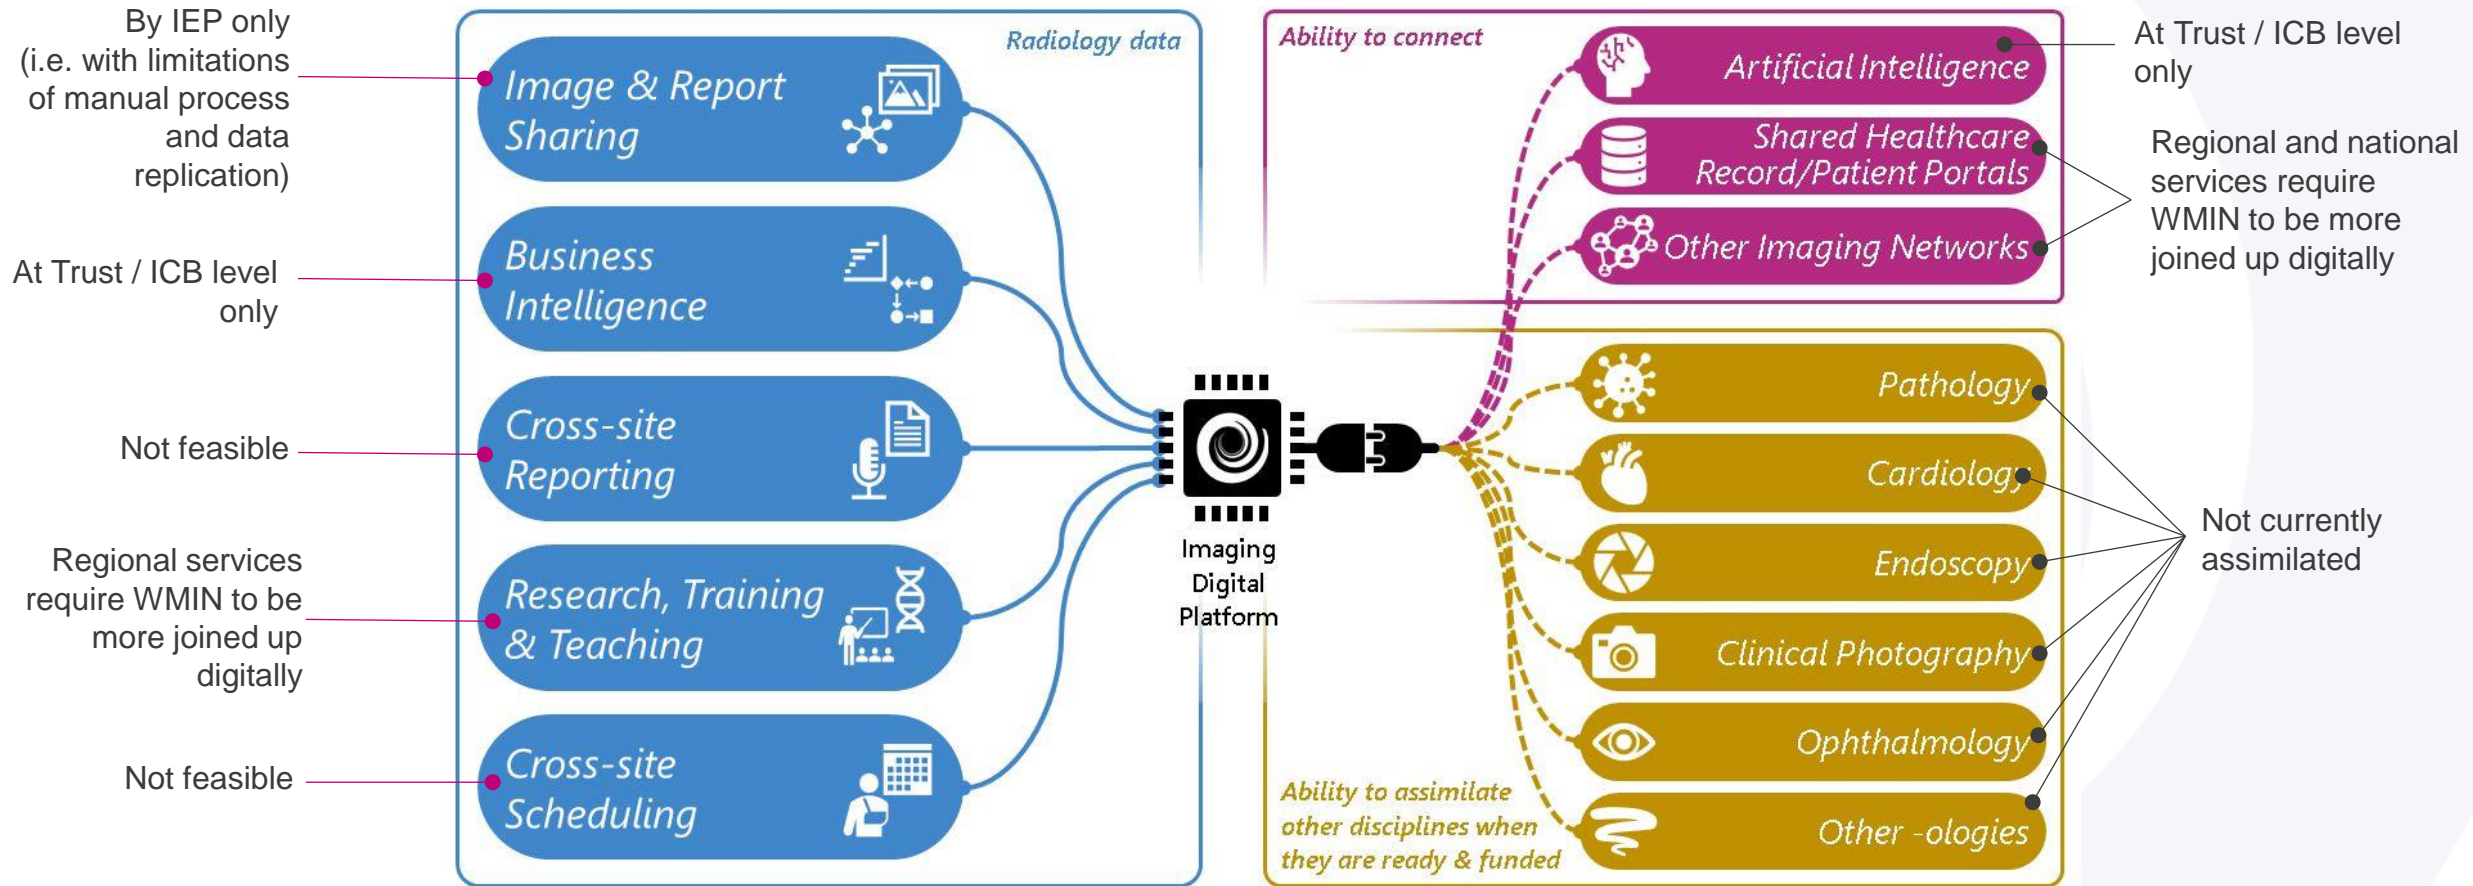 By IEP only
(i.e. with limitations
of manual process
and data
replication)
At Trust / ICB level
only
Not feasible
Regional services
require WMIN to be
more joined up
digitally
Not feasible
Radiology data
Image & Report
Sharing
Business
Intelligence
Cross-site
Reporting
Research, Training
& Teaching
Cross-site
Scheduling
Imaging
Digital
Platform
Ability to connect
Artificial Intelligence
Shared Healthcare
Record/Patient Portals
Other Imaging Networks
Pathology
Cardiology
Endoscopy
Clinical Photography
Ophthalmology
Other -ologies
Ability to assimilate
other disciplines when
they are ready & funded
At Trust / ICB level
only
Regional and national
services require
WMIN to be more
joined up digitally
Not currently
assimilated